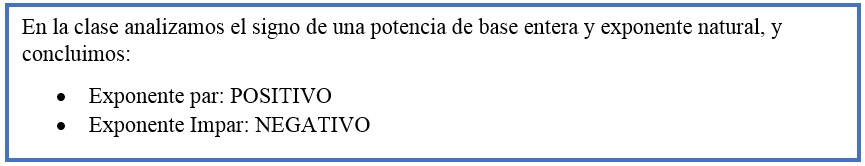 En la clase analizamos el signo de una potencia de base entera y exponente natural, y
concluimos:
• Exponente par: POSITIVO
• Exponente Impar: NEGATIVO